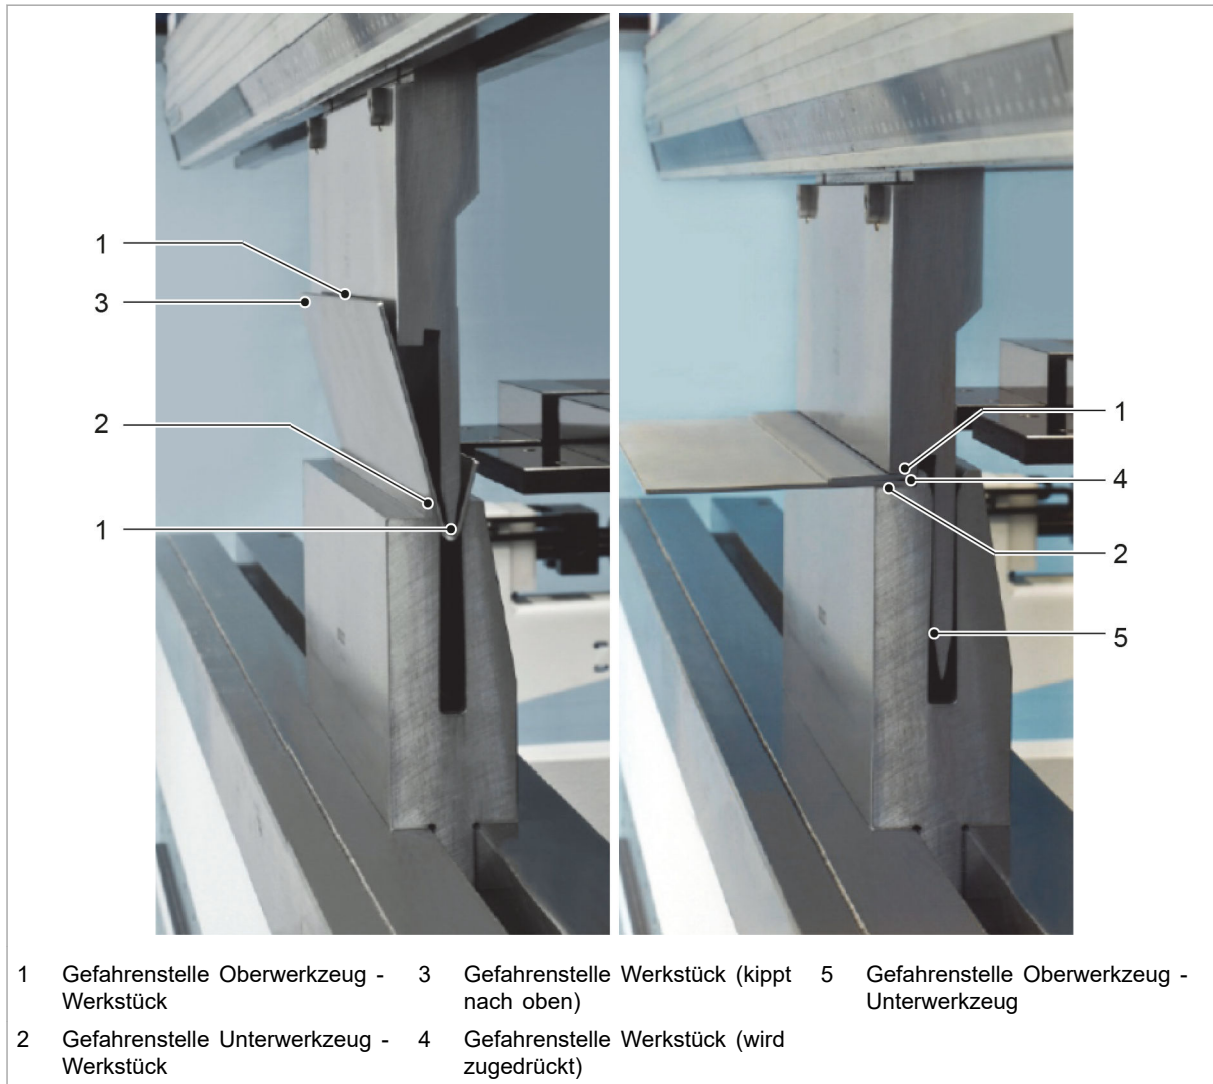 1
3
2
1
1
4
2
5
1 Gefahrenstelle Oberwerkzeug -
Werkstück
2 Gefahrenstelle Unterwerkzeug -
Werkstück
3 Gefahrenstelle Werkstück (kippt
nach oben)
4 Gefahrenstelle Werkstück (wird
zugedrückt)
5 Gefahrenstelle Oberwerkzeug -
Unterwerkzeug